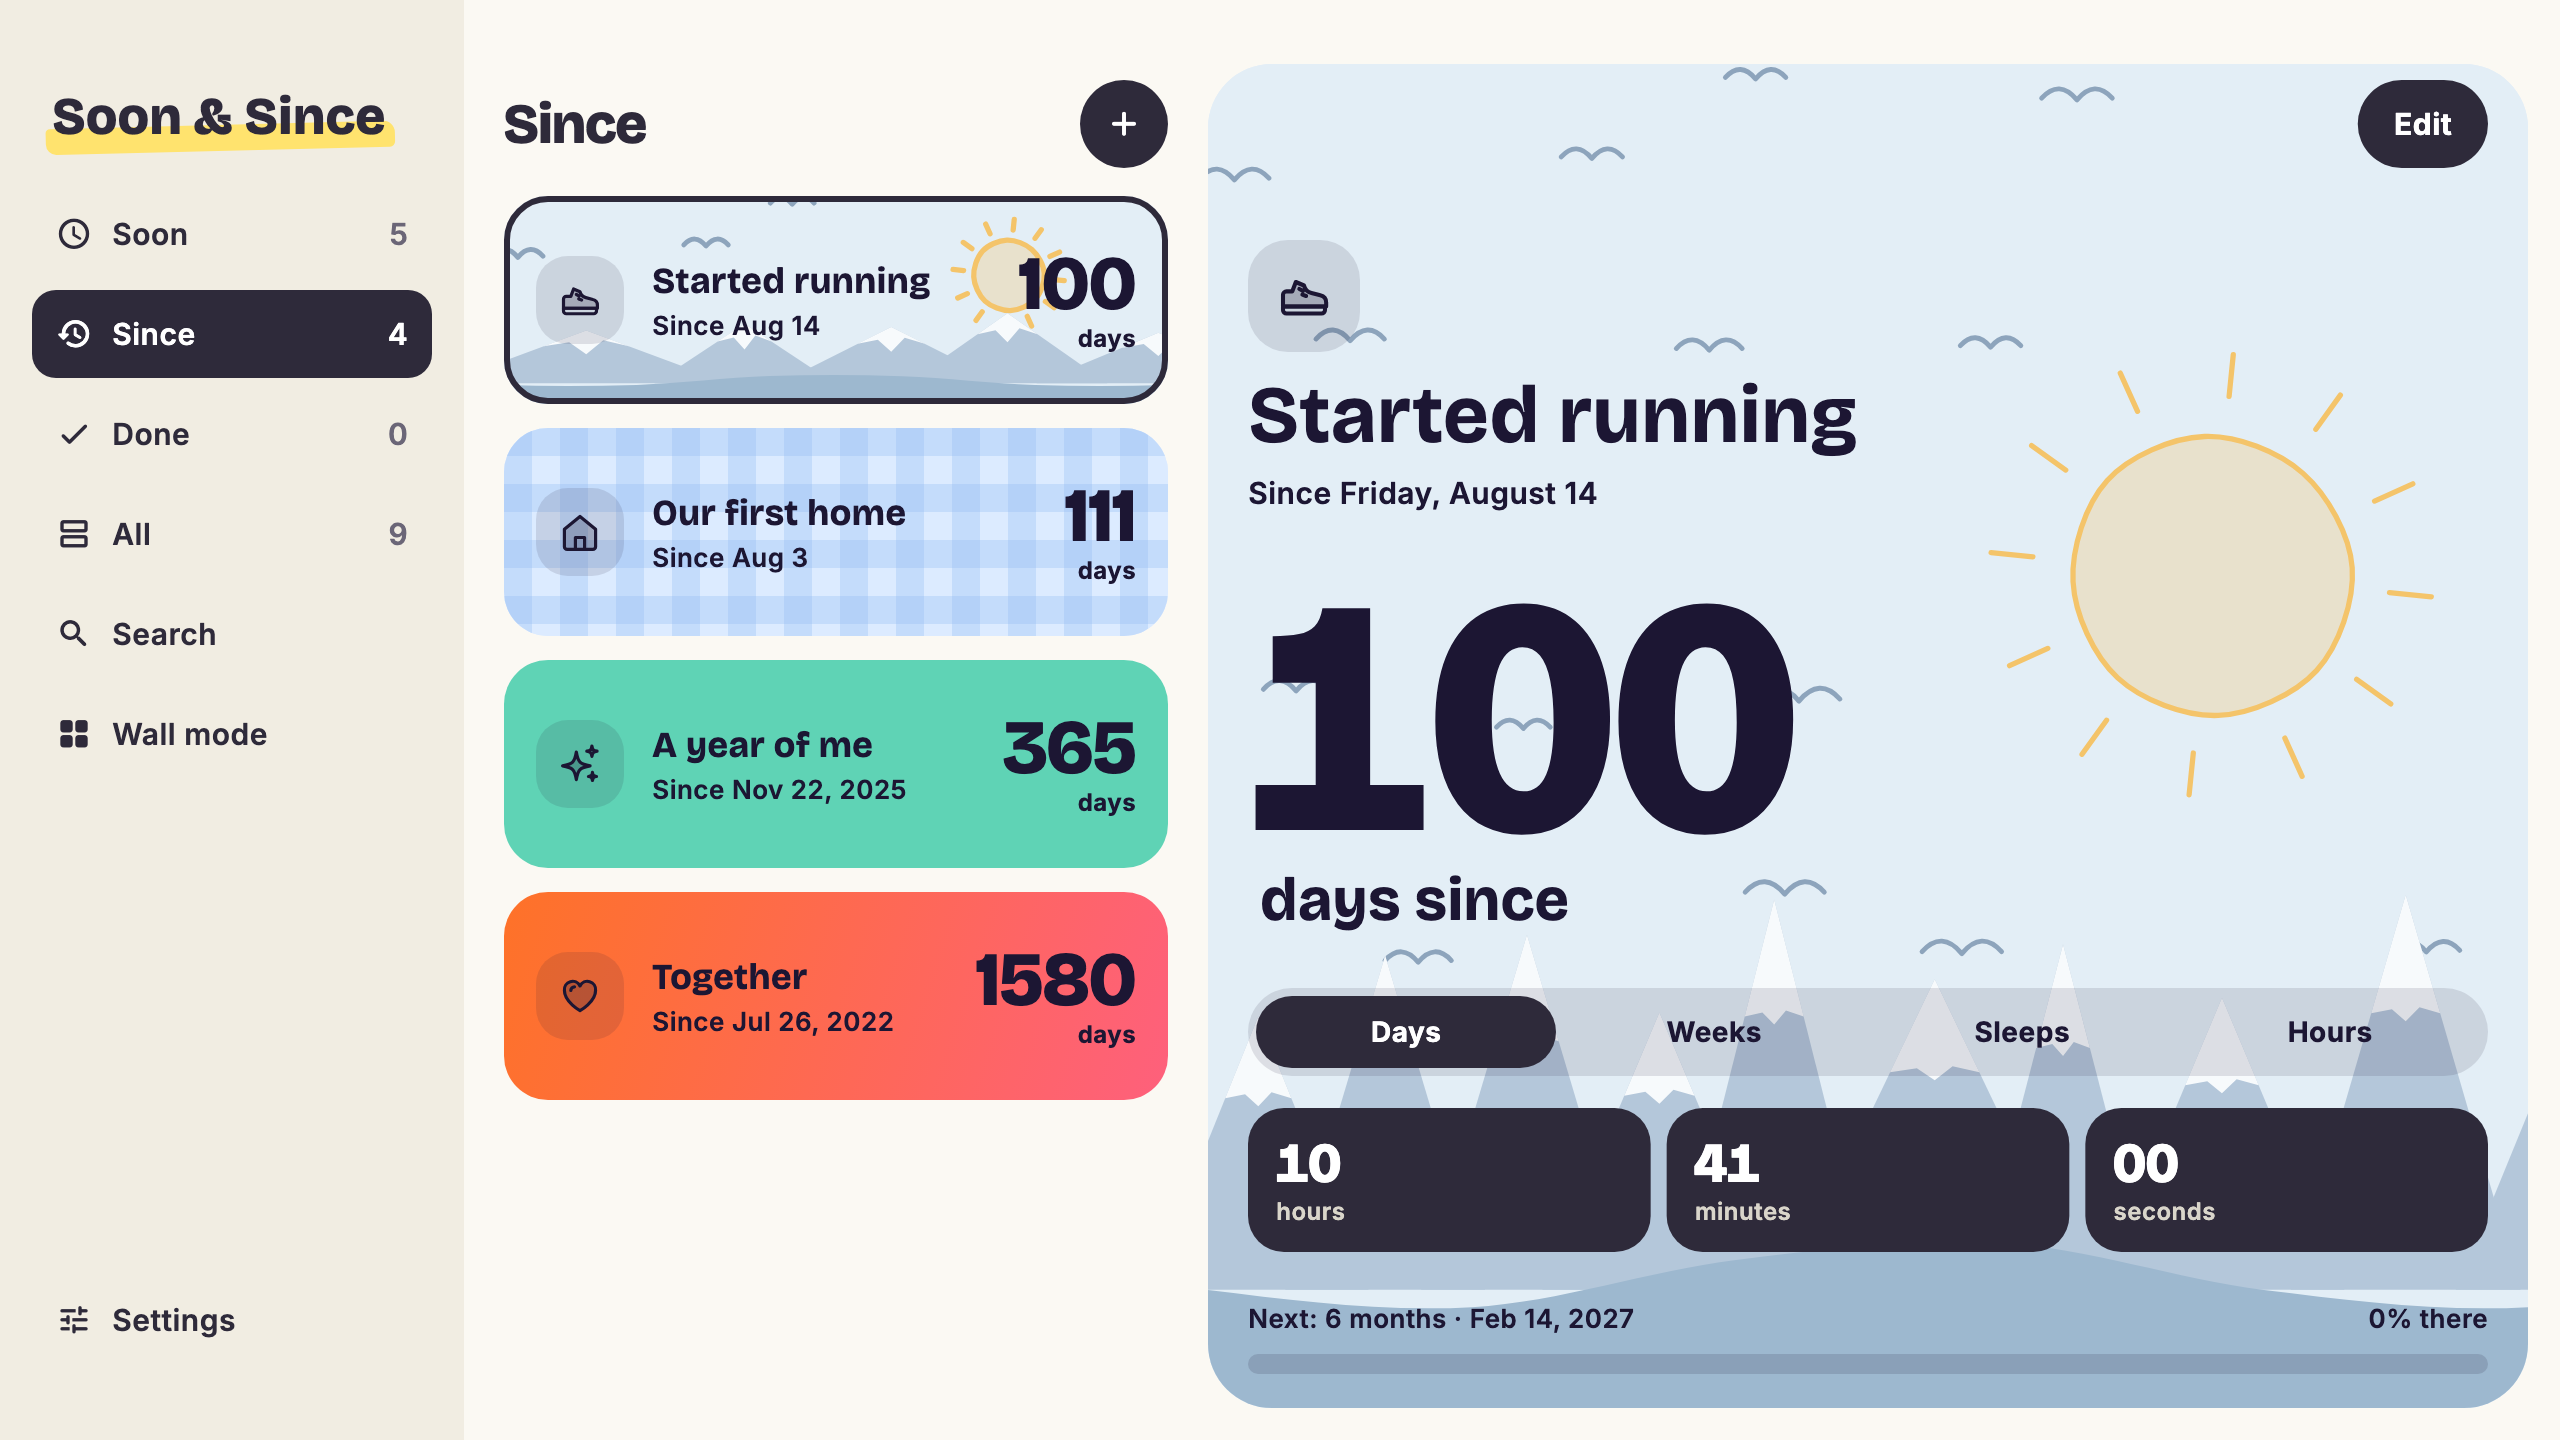 Soon & Since
Soon 5
Since 4
Done 0
All 9
Search
Wall mode
Settings
Since
+
Started running
Since Aug 14
100
days
Our first home
Since Aug 3
111
days
A year of me
Since Nov 22, 2025
365
days
Together
Since Jul 26, 2022
1580
days
Edit
Started running
Since Friday, August 14
100
days since
Days Weeks Sleeps Hours
10 41 00
hours minutes seconds
Next: 6 months · Feb 14, 2027 0% there